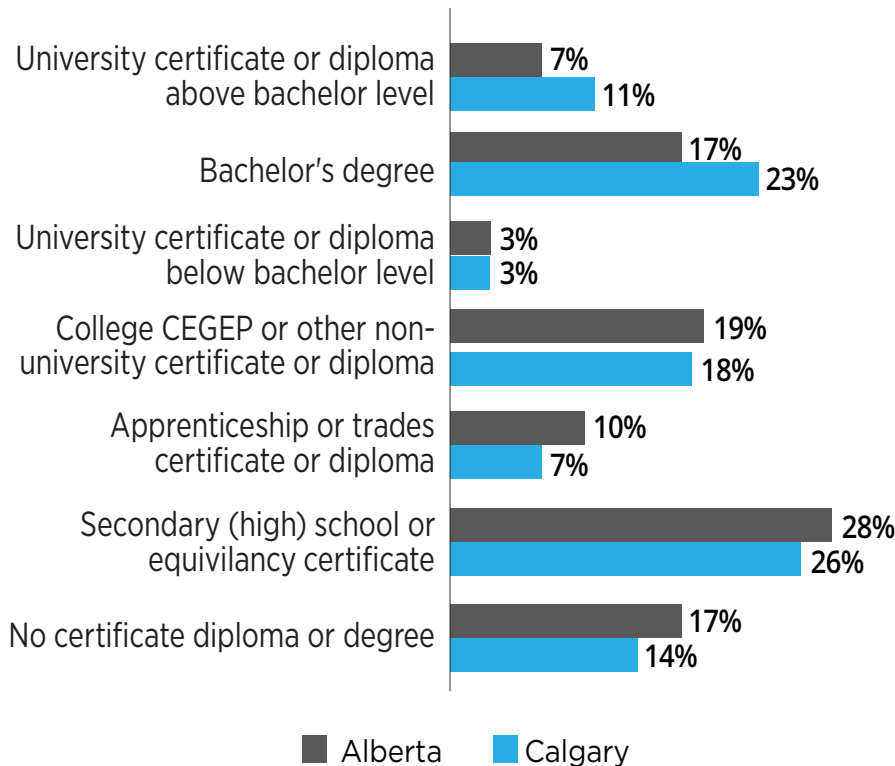 University certificate or diploma
above bachelor level
7%
11%
Bachelor's degree
17%
23%
University certificate or diploma
below bachelor level
3%
3%
College CEGEP or other non-
university certificate or diploma
19%
18%
Apprenticeship or trades
certificate or diploma
10%
7%
Secondary (high) school or
equivilancy certificate
28%
26%
No certificate diploma or degree
17%
14%
Alberta
Calgary